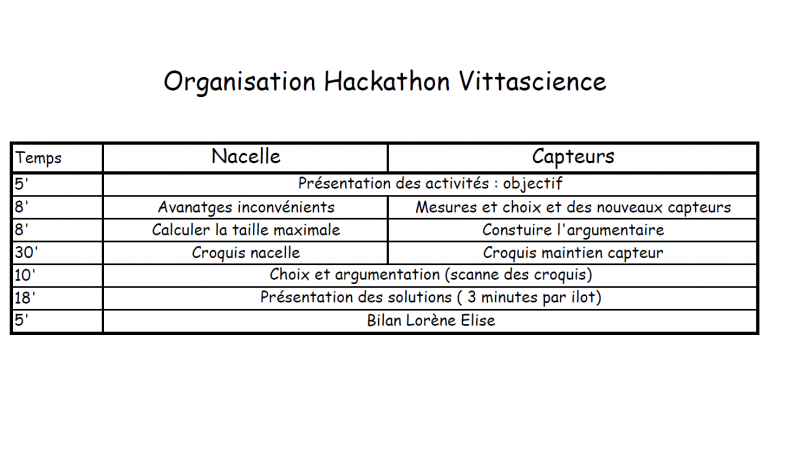 Organisation Hackathon Vittascience
Temps Nacelle Capteurs
5' Présentation des activités : objectif
8' Avanatges inconvénients Mesures et choix et des nouveaux capteurs
8' Calculer la taille maximale Constuire l'argumentaire
30' Croquis nacelle Croquis maintien capteur
10' Choix et argumentation (scanne des croquis)
18' Présentation des solutions ( 3 minutes par ilot)
5' Bilan Lorène Elise